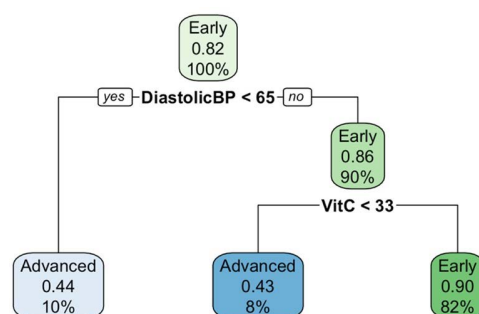 Early
0.82
100%
yes DiastolicBP < 65 no
Early
0.86
90%
VitC < 33
Advanced
0.44
10%
Advanced
0.43
8%
Early
0.90
82%